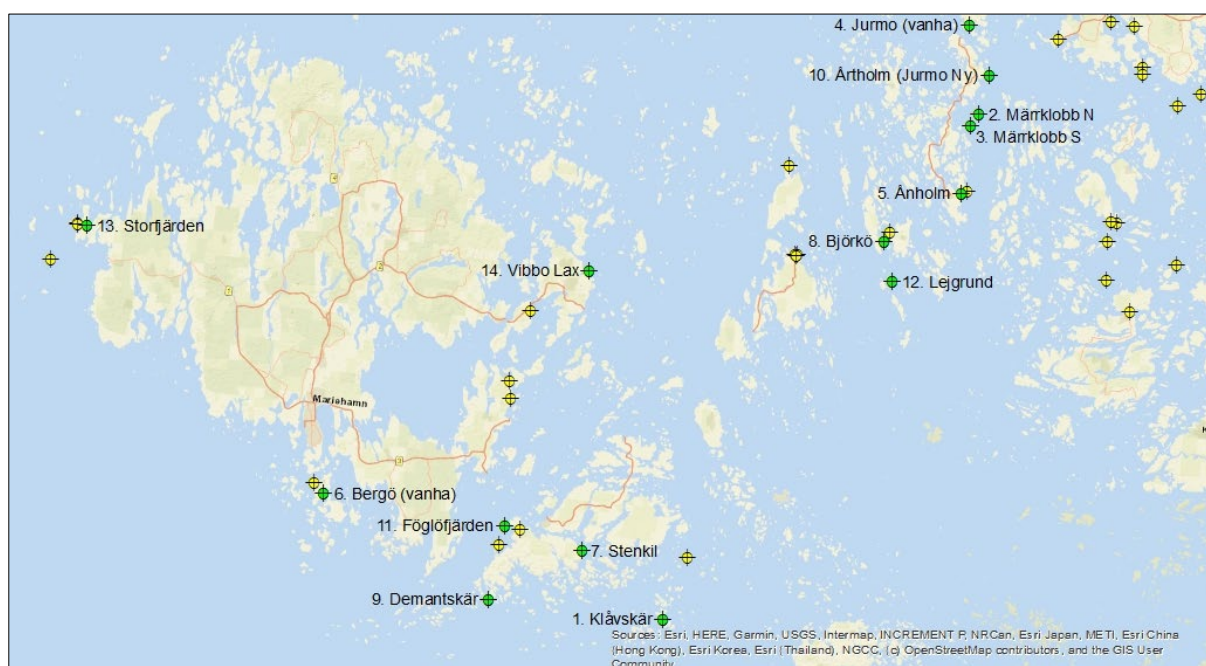 4. Jurmo (vanha)
10. Årtholm (Jurmo Ny)
2. Märrklobb N
3. Märrklobb S
5. Ånholm
13. Storfjärden
8. Björkö
14. Vibbo Lax
12. Lejgrund
Mariehamn
6. Bergö (vanha)
11. Föglöfjärden
7. Stenkil
9. Demantskär
1. Klåvskär
Sources: Esri, HERE, Garmin, USGS, Intermap, INCREMENT P, NRCan, Esri Japan, METI, Esri China
(Hong Kong), Esri Korea, Esri (Thailand), NGCC, (c) OpenStreetMap contributors, and the GIS User
Community